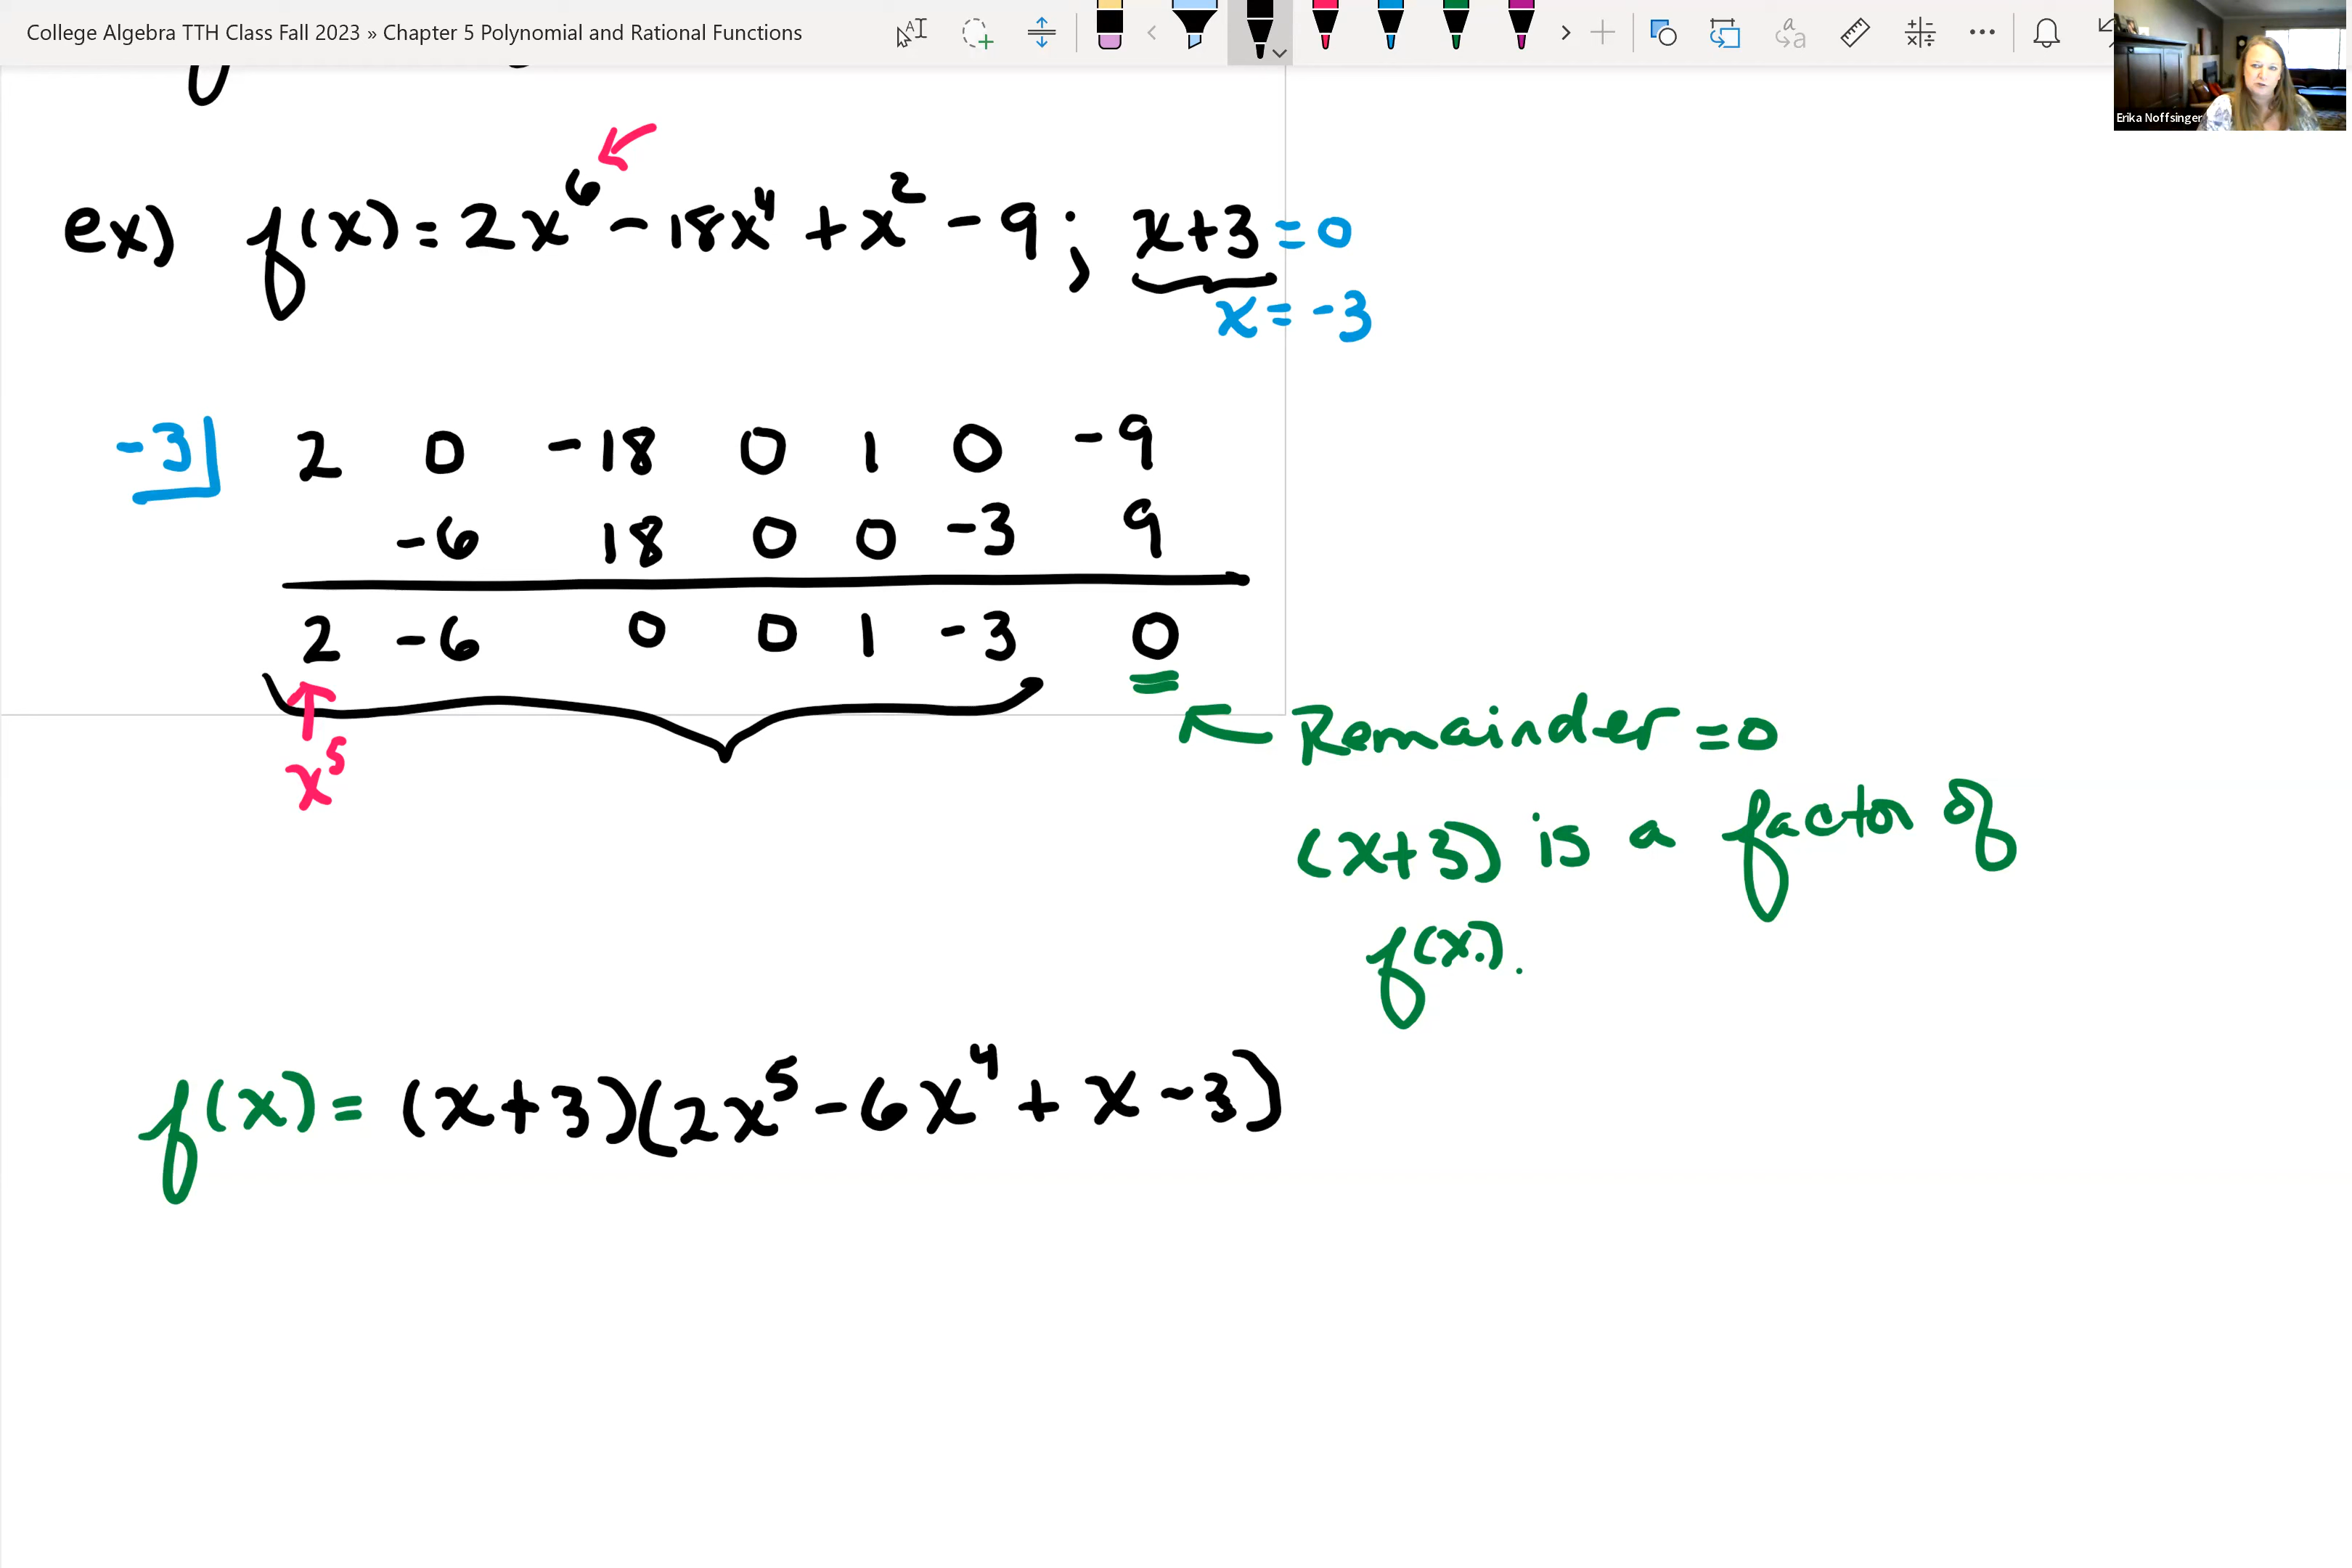 College Algebra TTH Class Fall 2023 » Chapter 5 Polynomial and Rational Functions
Erika Noffsinger
ex) f(x) = 2x⁶ - 18x⁴ + x² - 9 ; x+3 = 0
x = -3
-3 2 0 -18 0 1 0 -9
-6 18 0 0 -3 9
2 -6 0 0 1 -3 0
x⁵
← Remainder = 0
(x+3) is a factor of
f(x).
f(x) = (x+3)(2x⁵ - 6x⁴ + x - 3)